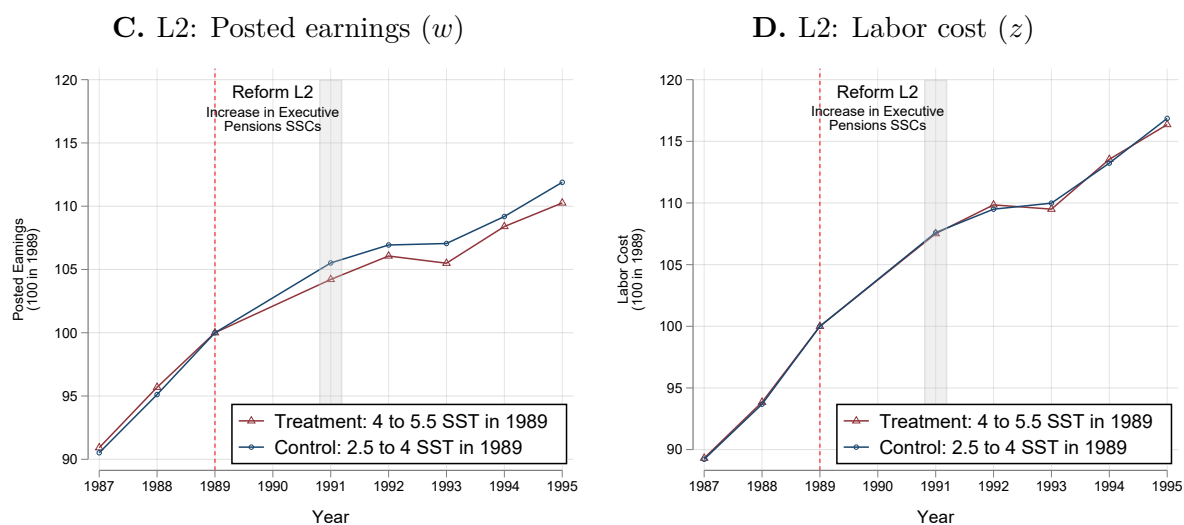 C. L2: Posted earnings (w)
120
115
110
105
100
95
90
Posted Earnings
(100 in 1989)
Reform L2
Increase in Executive
Pensions SSCs
Treatment: 4 to 5.5 SST in 1989
Control: 2.5 to 4 SST in 1989
1987 1988 1989 1990 1991 1992 1993 1994 1995
Year
D. L2: Labor cost (z)
120
115
110
105
100
95
90
Labor Cost
(100 in 1989)
Reform L2
Increase in Executive
Pensions SSCs
Treatment: 4 to 5.5 SST in 1989
Control: 2.5 to 4 SST in 1989
1987 1988 1989 1990 1991 1992 1993 1994 1995
Year